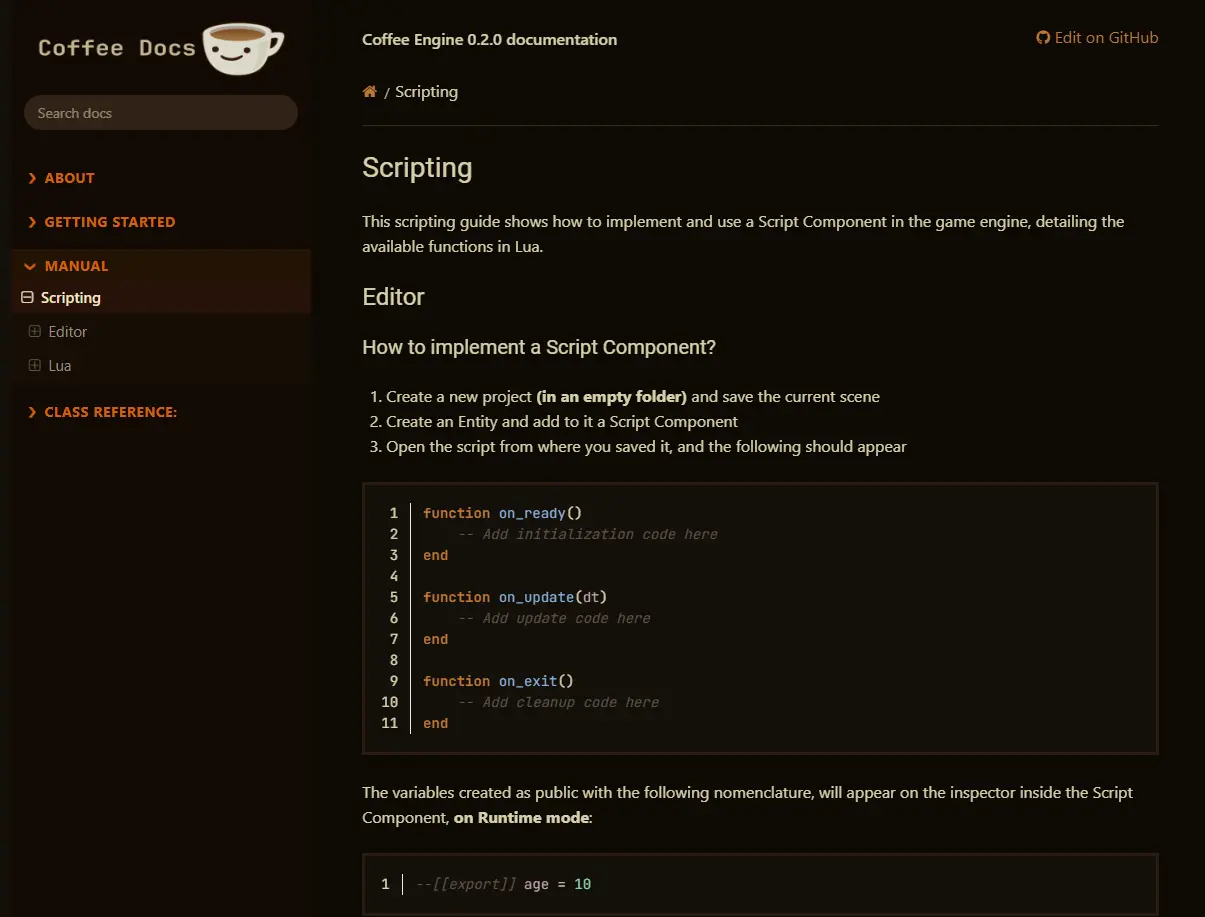 Coffee Docs
Search docs
ABOUT
GETTING STARTED
MANUAL
Scripting
Editor
Lua
CLASS REFERENCE:
Coffee Engine 0.2.0 documentation
Edit on GitHub
/ Scripting
Scripting
This scripting guide shows how to implement and use a Script Component in the game engine, detailing the
available functions in Lua.
Editor
How to implement a Script Component?
1. Create a new project (in an empty folder) and save the current scene
2. Create an Entity and add to it a Script Component
3. Open the script from where you saved it, and the following should appear
1 function on_ready()
2 -- Add initialization code here
3 end
4
5 function on_update(dt)
6 -- Add update code here
7 end
8
9 function on_exit()
10 -- Add cleanup code here
11 end
The variables created as public with the following nomenclature, will appear on the inspector inside the Script
Component, on Runtime mode:
1 --[[export]] age = 10